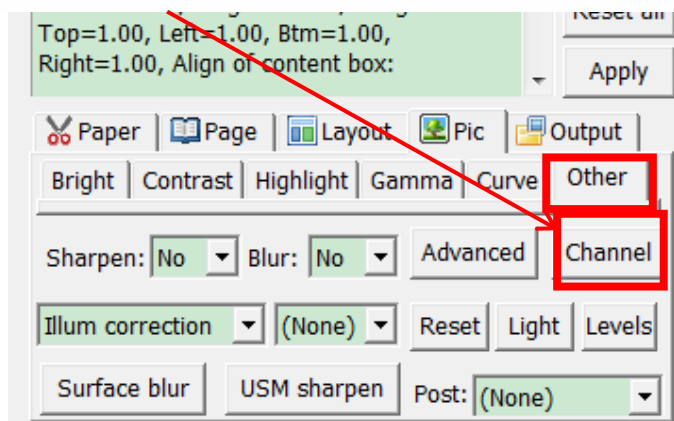 Reset all
Top=1.00, Left=1.00, Btm=1.00,
Right=1.00, Align of content box:
Apply
Paper Page Layout Pic Output
Bright Contrast Highlight Gamma Curve Other
Sharpen: No Blur: No Advanced Channel
Illum correction (None) Reset Light Levels
Surface blur USM sharpen Post: (None)